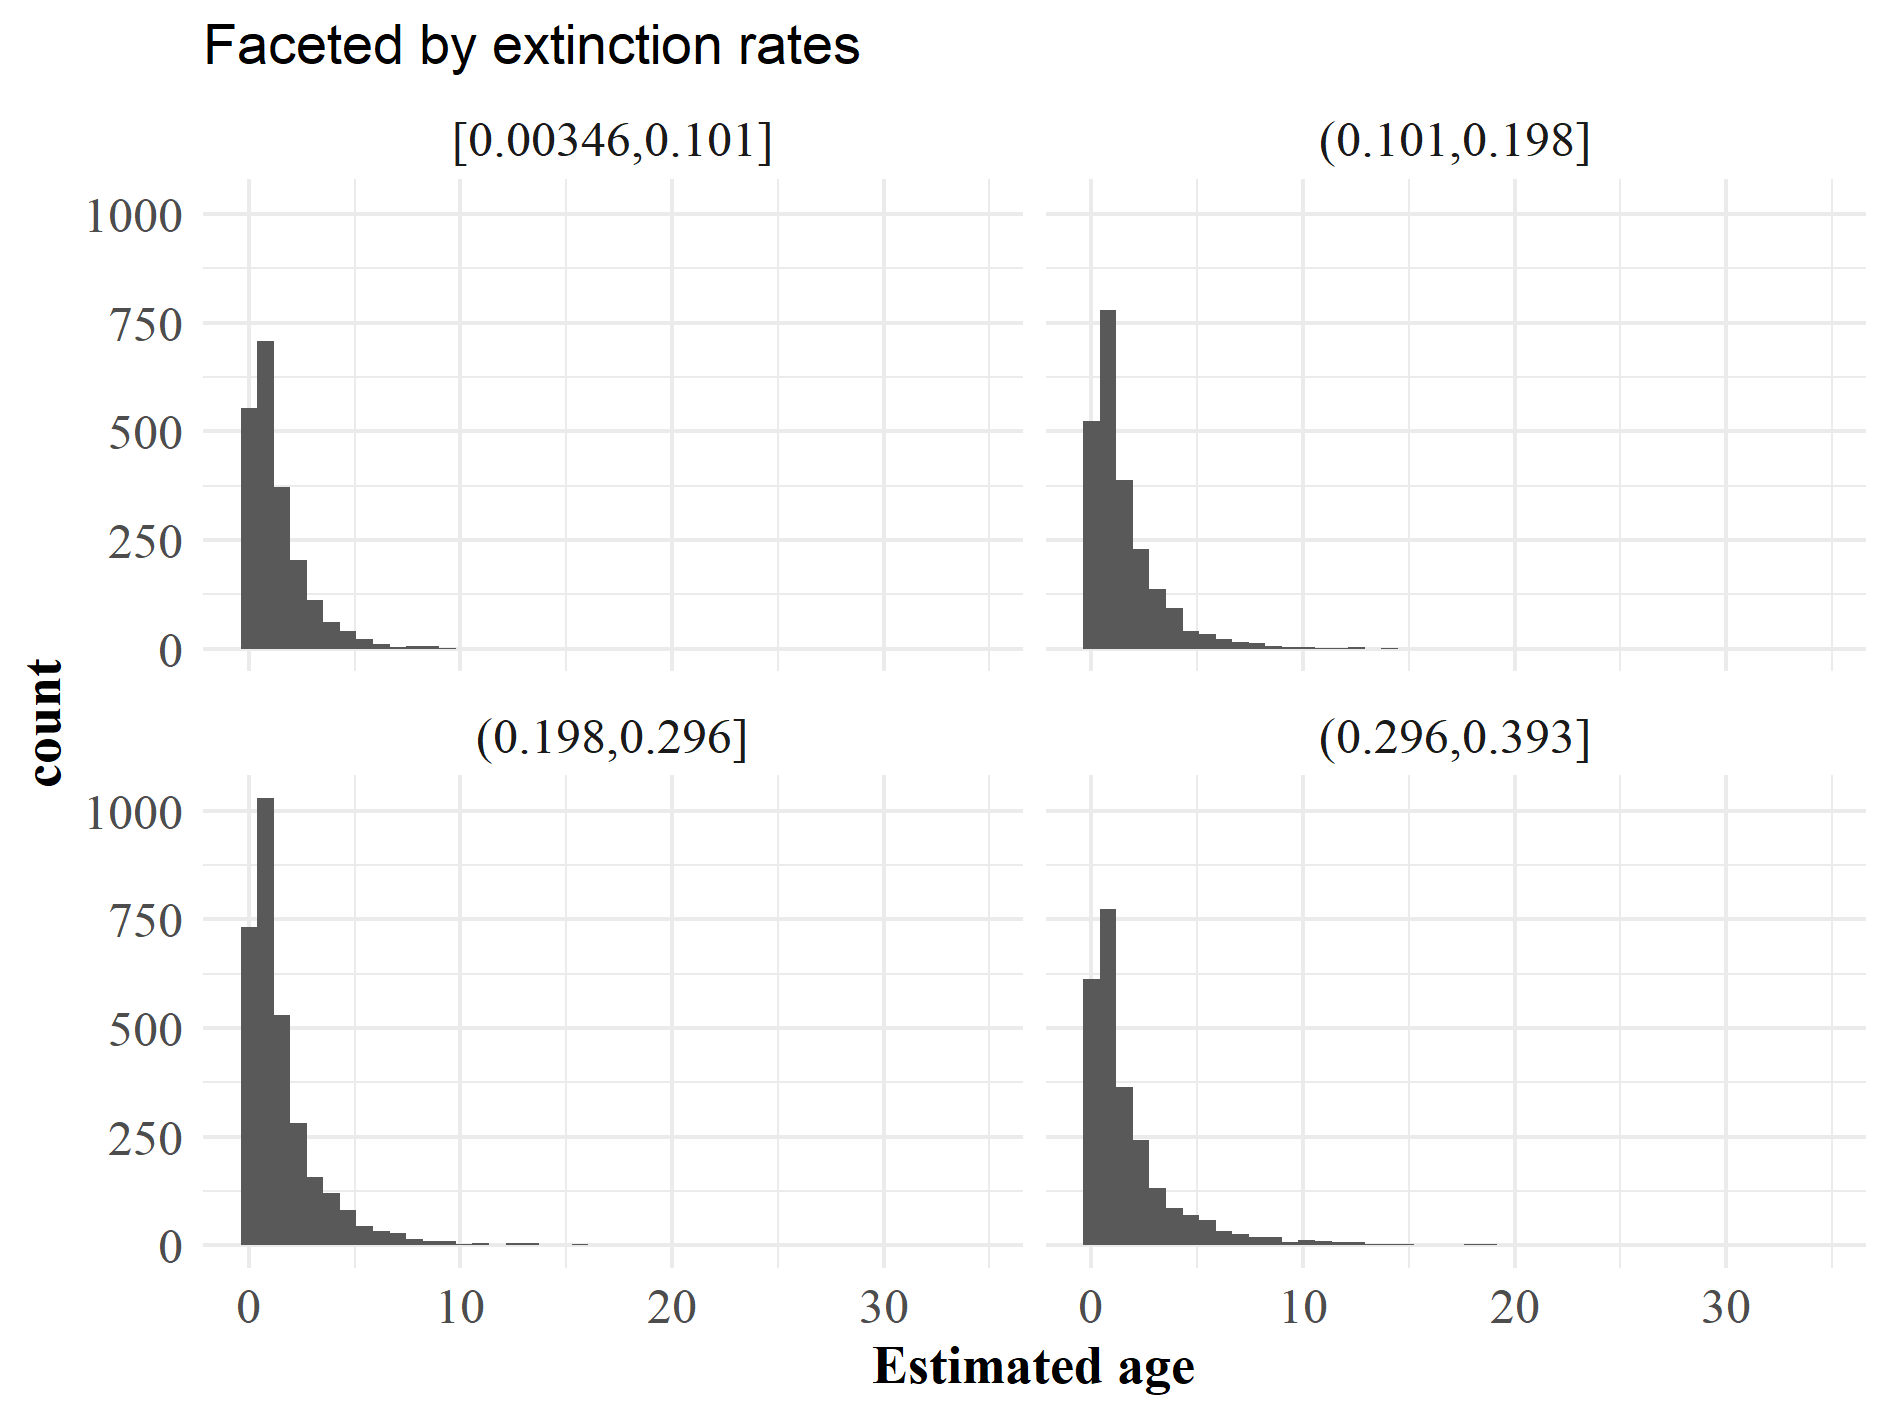 Faceted by extinction rates
[0.00346,0.101]
(0.101,0.198]
1000
750
500
250
0
(0.198,0.296]
(0.296,0.393]
1000
750
500
250
0
count
0 10 20 30
0 10 20 30
Estimated age